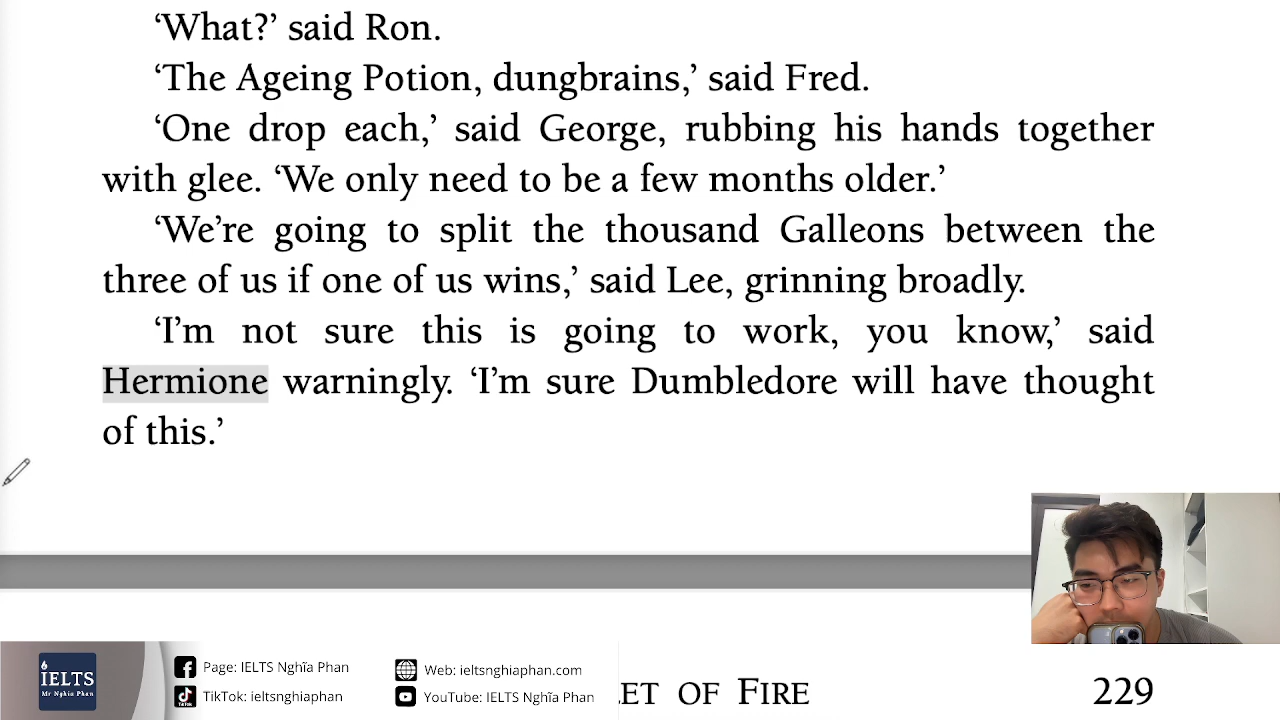 ‘What?’ said Ron.
‘The Ageing Potion, dungbrains,’ said Fred.
‘One drop each,’ said George, rubbing his hands together
with glee. ‘We only need to be a few months older.’
‘We’re going to split the thousand Galleons between the
three of us if one of us wins,’ said Lee, grinning broadly.
‘I’m not sure this is going to work, you know,’ said
Hermione warningly. ‘I’m sure Dumbledore will have thought
of this.’
IELTS
Mr Nghia Phan
Page: IELTS Nghĩa Phan
TikTok: ieltsnghiaphan
Web: ieltsnghiaphan.com
YouTube: IELTS Nghĩa Phan
ET OF FIRE
229